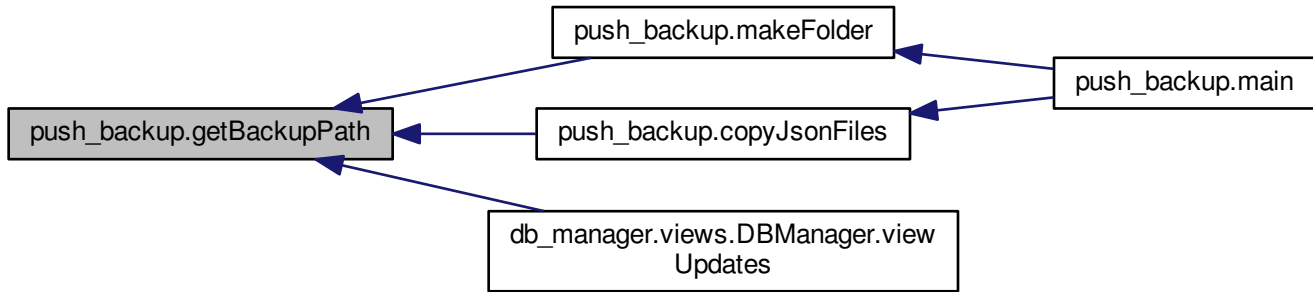 push_backup.makeFolder
push_backup.main
push_backup.getBackupPath
push_backup.copyJsonFiles
db_manager.views.DBManager.view
Updates